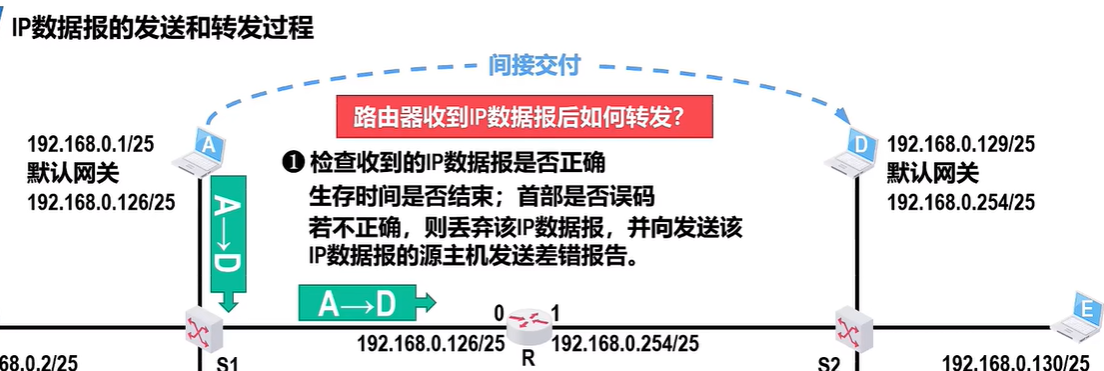 IP数据报的发送和转发过程
间接交付
路由器收到IP数据报后如何转发？
A
192.168.0.1/25
默认网关
192.168.0.126/25
❶ 检查收到的IP数据报是否正确
生存时间是否结束；首部是否误码
若不正确，则丢弃该IP数据报，并向发送该
IP数据报的源主机发送差错报告。
D
192.168.0.129/25
默认网关
192.168.0.254/25
A→D
A→D
0
1
192.168.0.126/25
192.168.0.254/25
R
E
S1
S2
68.0.2/25
192.168.0.130/25